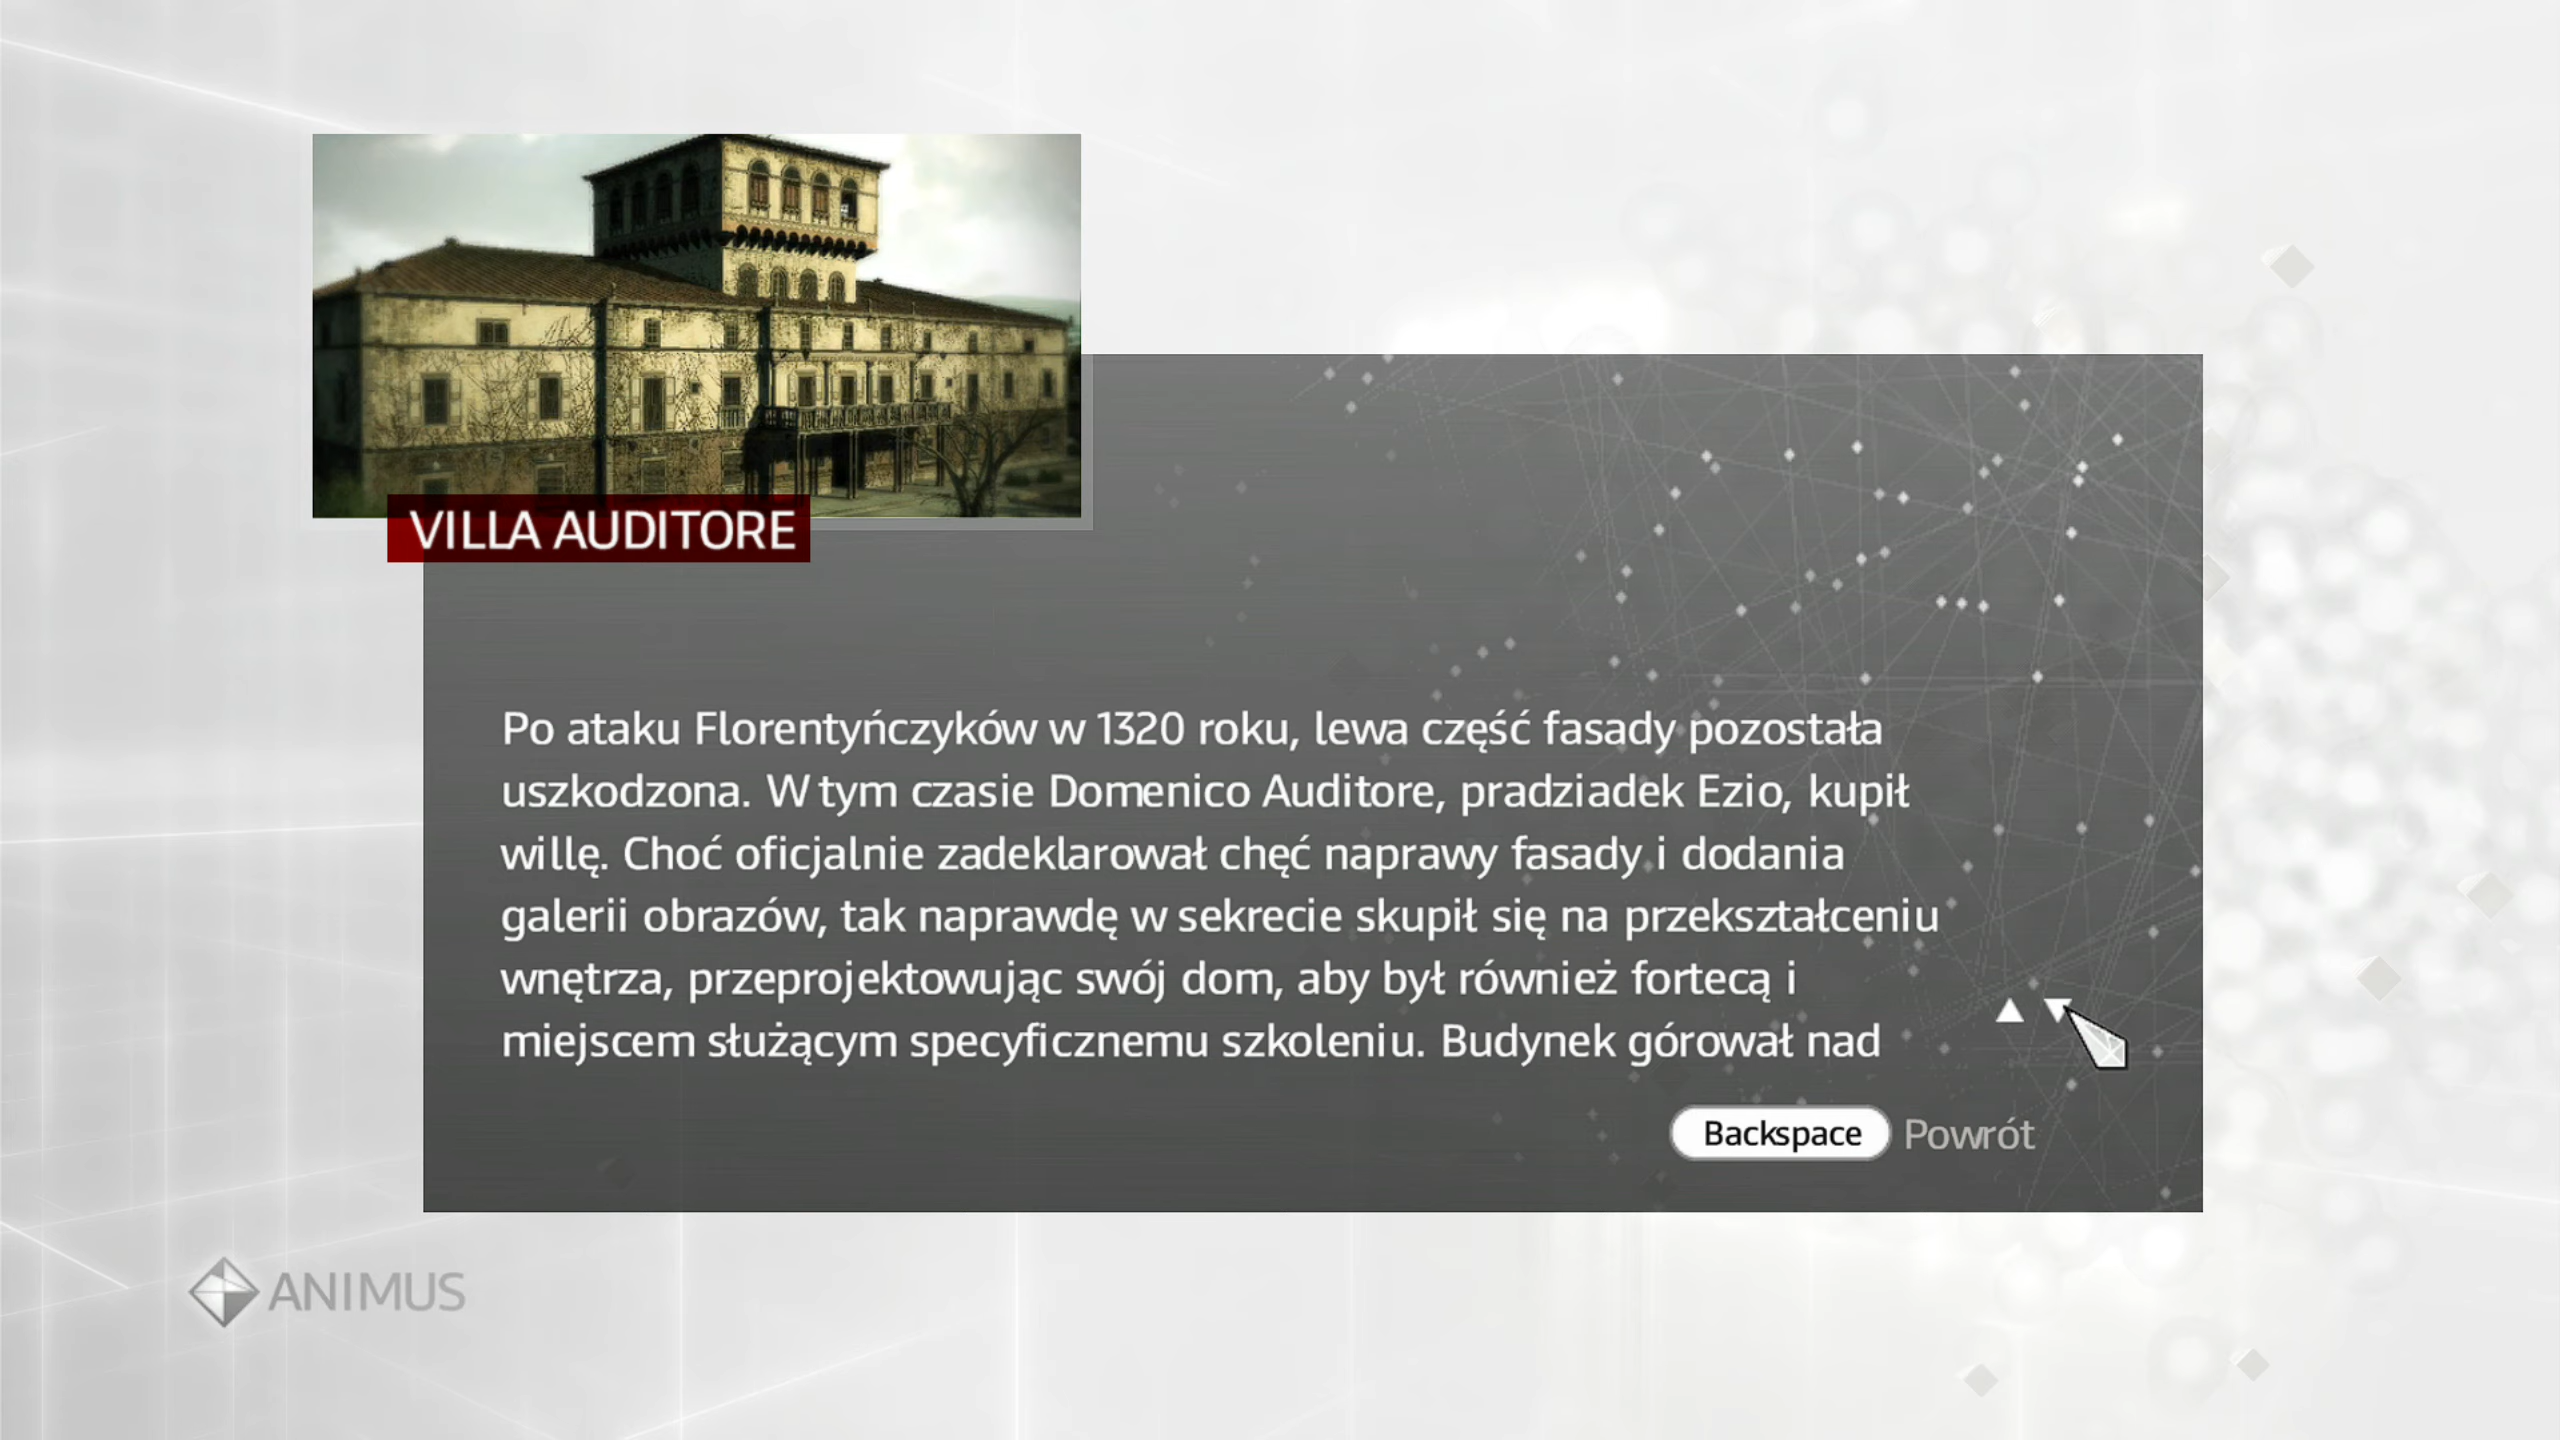 VILLA AUDITORE
Po ataku Florentyńczyków w 1320 roku, lewa część fasady pozostała
uszkodzona. W tym czasie Domenico Auditore, pradziadek Ezio, kupił
willę. Choć oficjalnie zadeklarował chęć naprawy fasady i dodania
galerii obrazów, tak naprawdę w sekrecie skupił się na przekształceniu
wnętrza, przeprojektowując swój dom, aby był również fortecą i
miejscem służącym specyficznemu szkoleniu. Budynek górował nad
Backspace Powrót
ANIMUS